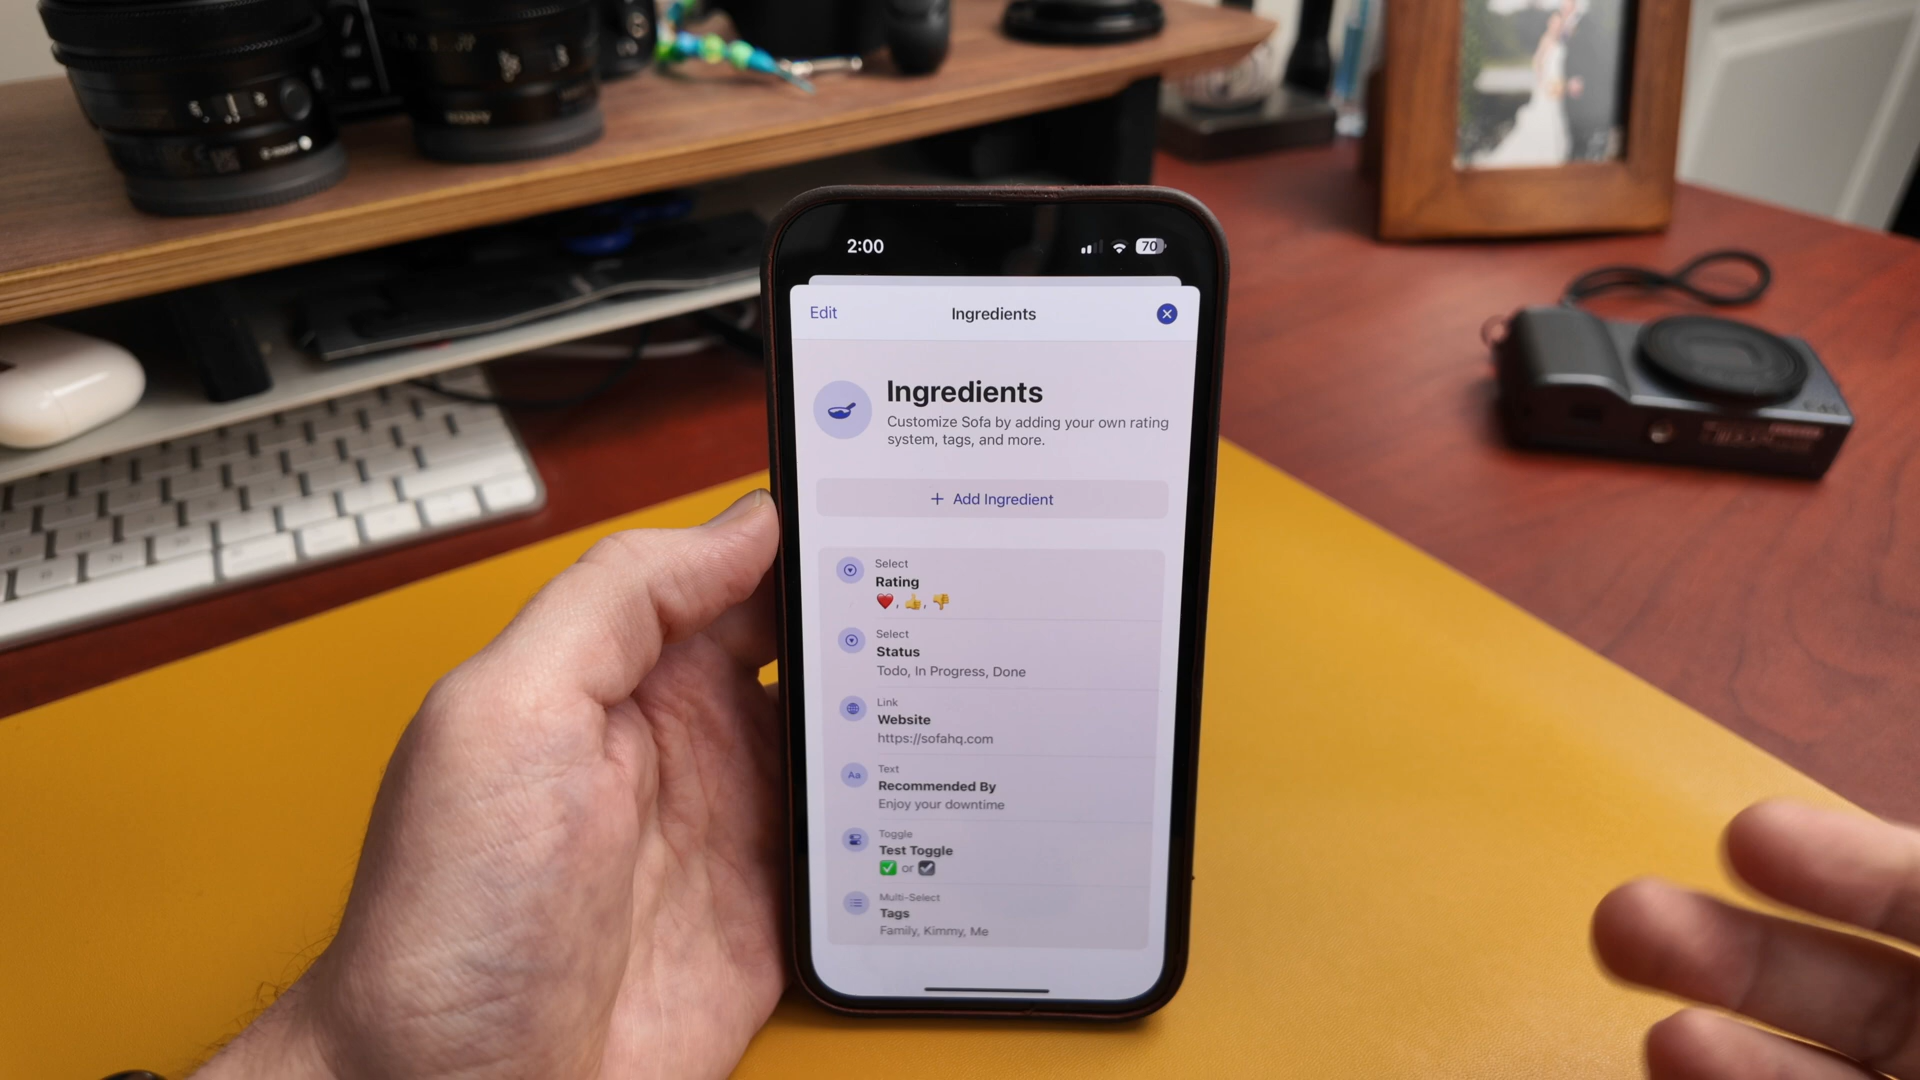 SONY
2:00
70
Edit
Ingredients
Ingredients
Customize Sofa by adding your own rating
system, tags, and more.
+ Add Ingredient
Select
Rating
❤️, 👍, 👎
Select
Status
Todo, In Progress, Done
Link
Website
https://sofahq.com
Aa
Text
Recommended By
Enjoy your downtime
Toggle
Test Toggle
✅ or ☑
Multi-Select
Tags
Family, Kimmy, Me